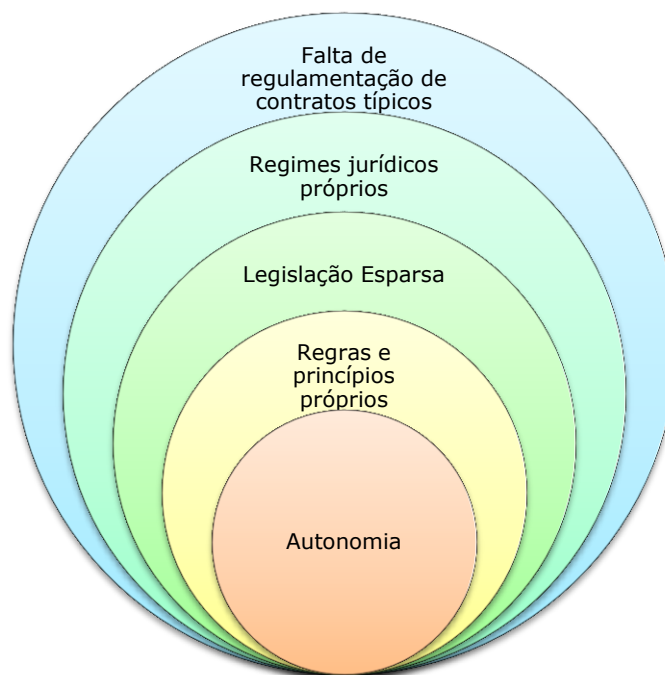 Falta de
regulamentação de
contratos típicos
Regimes jurídicos
próprios
Legislação Esparsa
Regras e
princípios
próprios
Autonomia